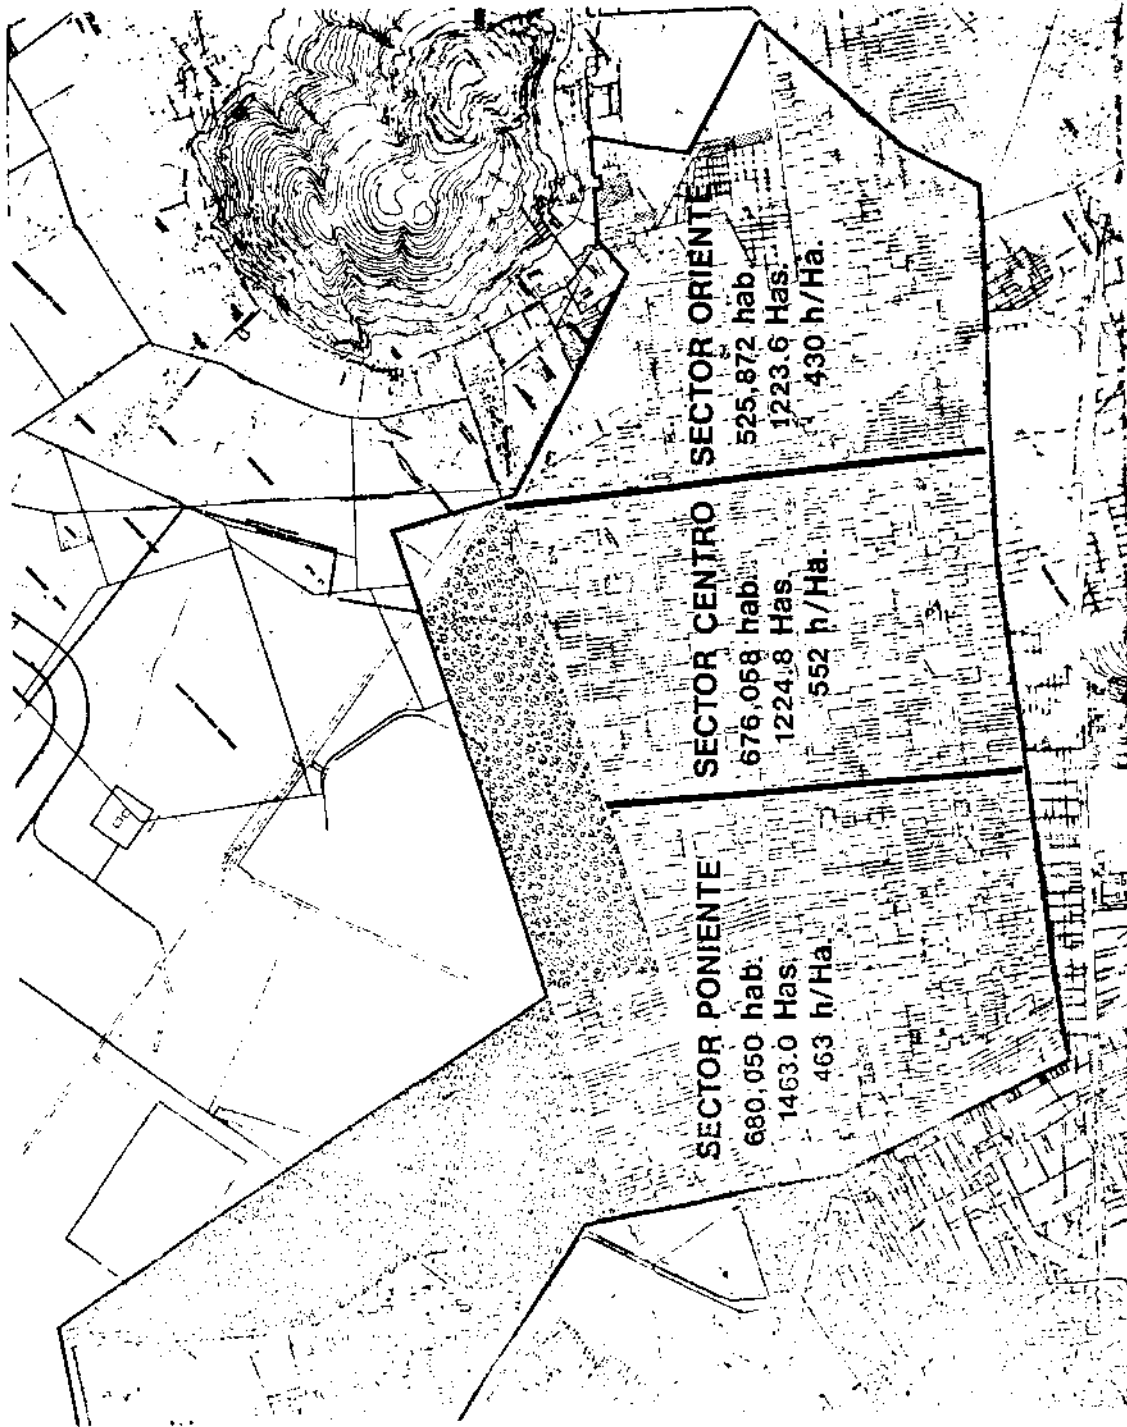 SECTOR PONIENTE
680,050 hab.
1463.0 Has.
463 h/Ha.
SECTOR CENTRO
676,058 hab.
1224.8 Has
552 h/Ha.
SECTOR ORIENTE
525,872 hab.
1223.6 Has.
430 h/Ha.